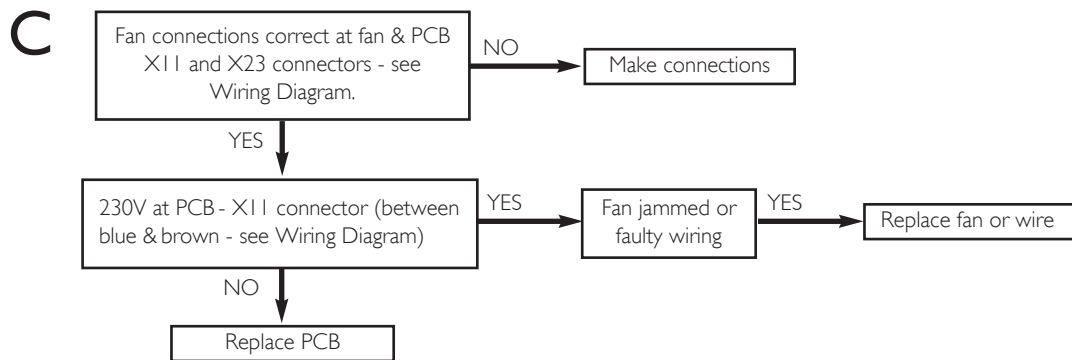 C
Fan connections correct at fan & PCB
X11 and X23 connectors - see
Wiring Diagram.
NO
Make connections
YES
230V at PCB - X11 connector (between
blue & brown - see Wiring Diagram)
YES
Fan jammed or
faulty wiring
YES
Replace fan or wire
NO
Replace PCB